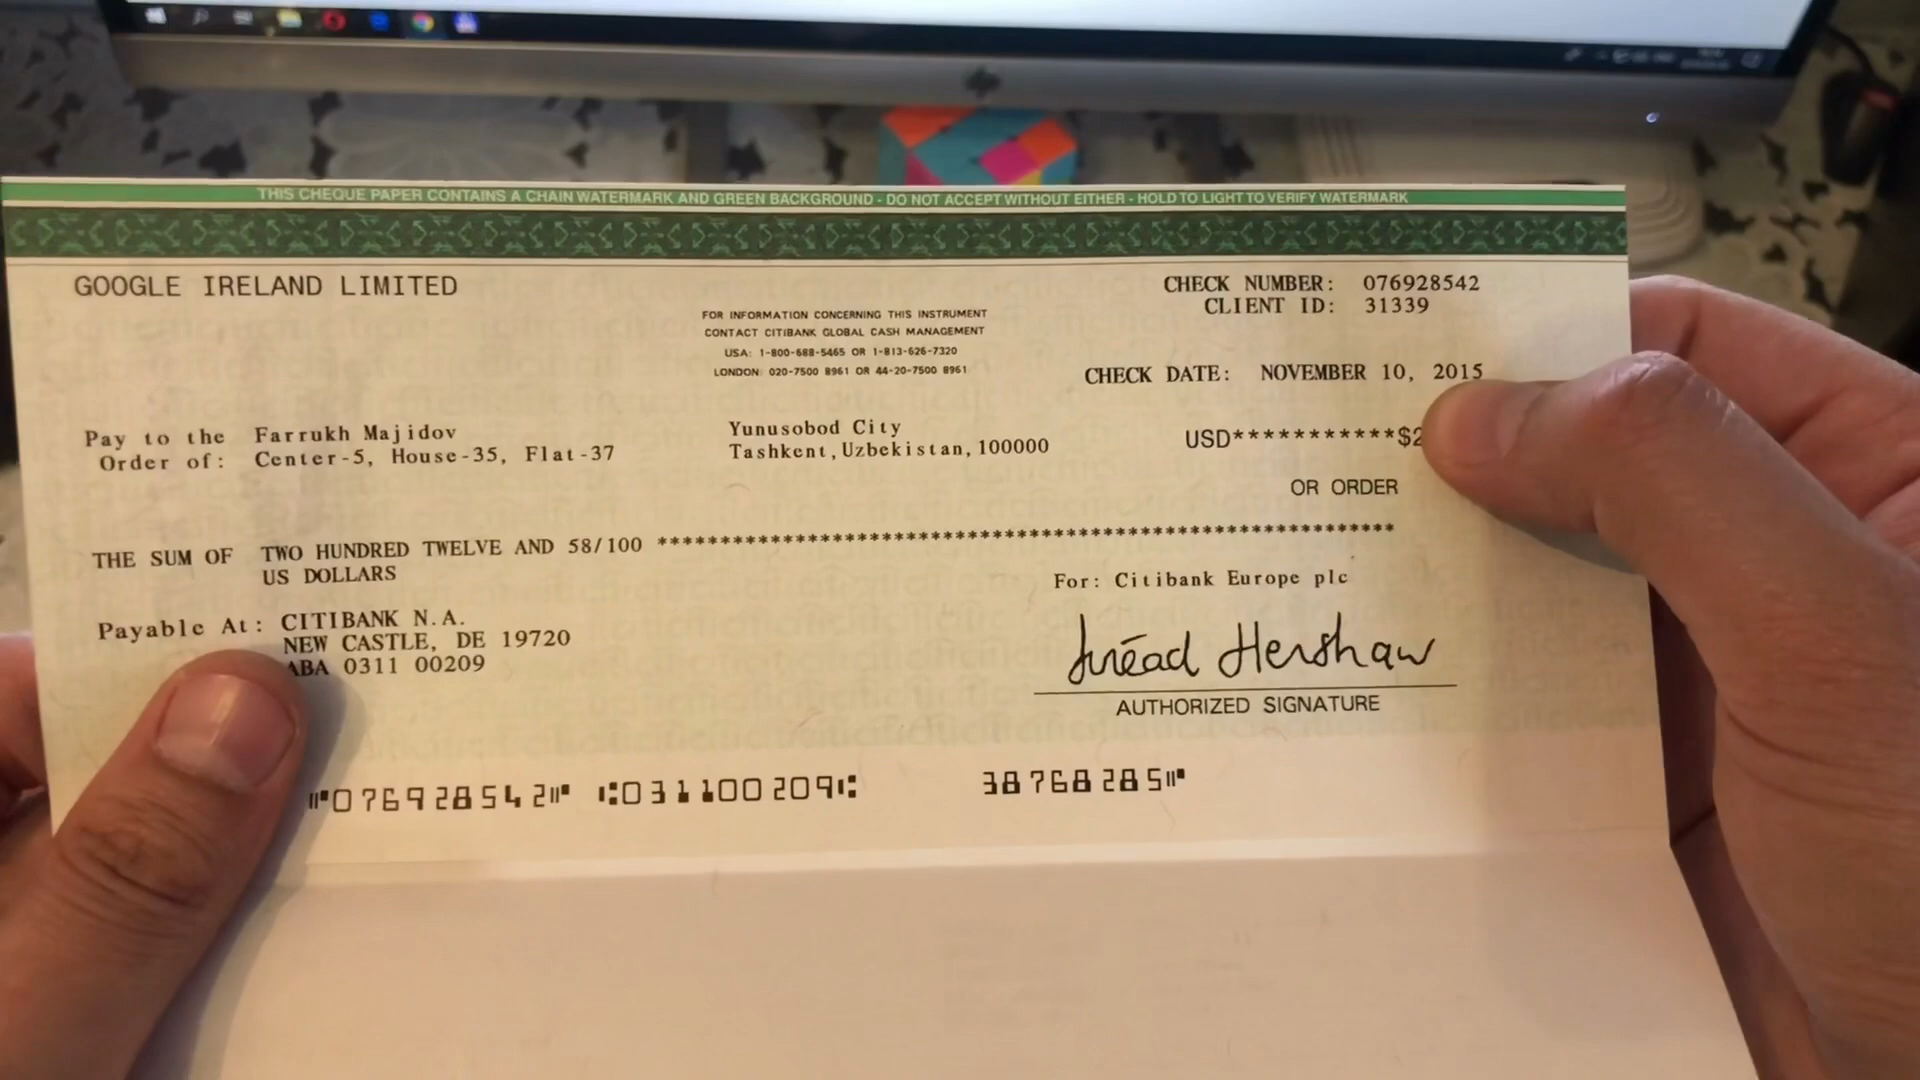 THIS CHEQUE PAPER CONTAINS A CHAIN WATERMARK AND GREEN BACKGROUND - DO NOT ACCEPT WITHOUT EITHER - HOLD TO LIGHT TO VERIFY WATERMARK
GOOGLE IRELAND LIMITED
CHECK NUMBER: 076928542
CLIENT ID: 31339
FOR INFORMATION CONCERNING THIS INSTRUMENT
CONTACT CITIBANK GLOBAL CASH MANAGEMENT
USA: 1-800-688-5465 OR 1-813-626-7320
LONDON: 020-7500 8961 OR 44-20-7500 8961
CHECK DATE: NOVEMBER 10, 2015
Pay to the Order of: Farrukh Majidov
Center-5, House-35, Flat-37
Yunusobod City
Tashkent, Uzbekistan, 100000
USD***********$2
OR ORDER
THE SUM OF TWO HUNDRED TWELVE AND 58/100 **********************************************************************
US DOLLARS
For: Citibank Europe plc
Payable At: CITIBANK N.A.
NEW CASTLE, DE 19720
ABA 0311 00209
Hershaw
AUTHORIZED SIGNATURE
⑈076928542⑈ ⑆031100209⑆ 38768285⑈